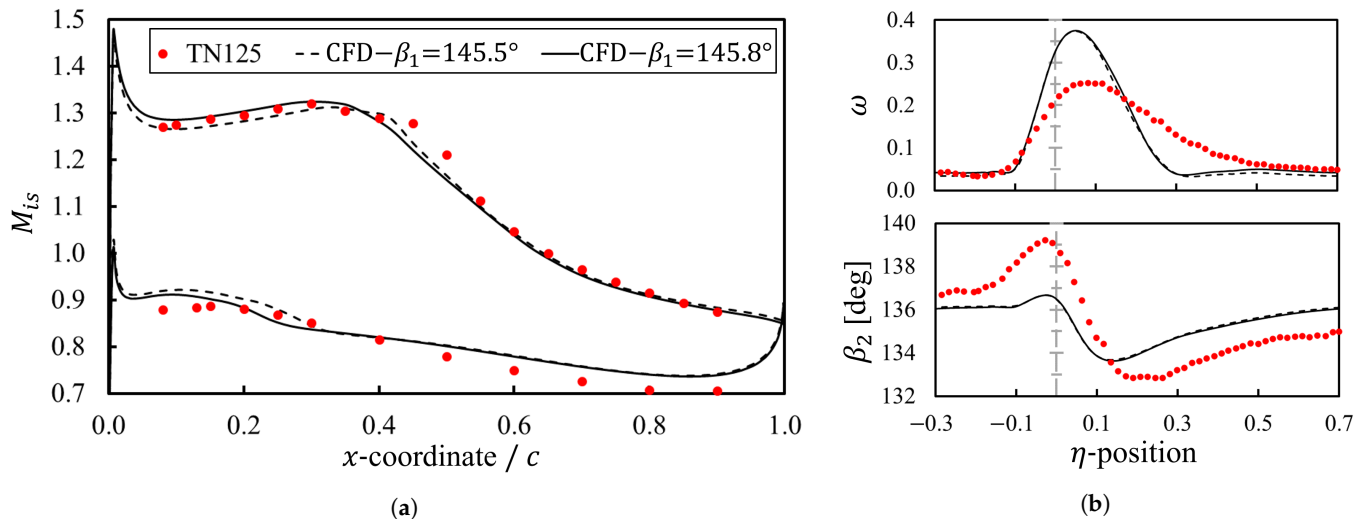 1.5
1.4
1.3
1.2
1.1
1.0
0.9
0.8
0.7
M_is
TN125 CFD−β₁=145.5° CFD−β₁=145.8°
0.0 0.2 0.4 0.6 0.8 1.0
x-coordinate / c
(a)
0.4
0.3
0.2
0.1
0.0
ω
140
138
136
134
132
β₂ [deg]
−0.3 −0.1 0.1 0.3 0.5 0.7
η-position
(b)